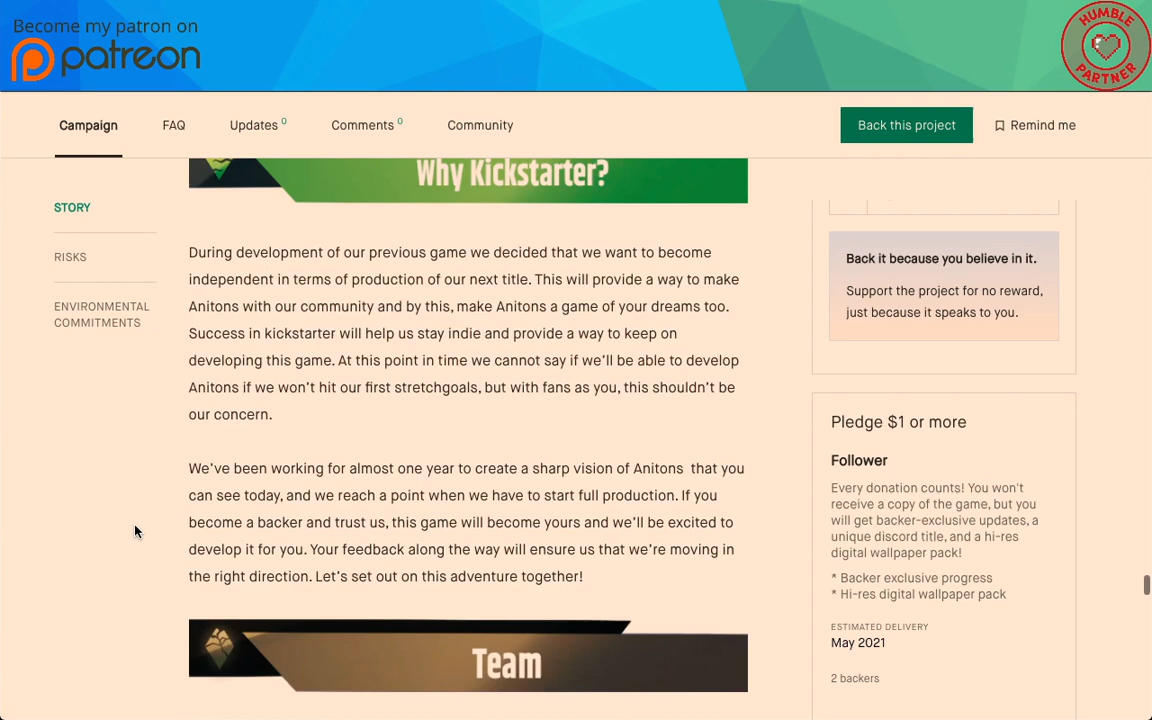 Become my patron on
patreon
HUMBLE
PARTNER
Campaign
FAQ
Updates 0
Comments 0
Community
Back this project
Remind me
Why Kickstarter?
STORY
RISKS
ENVIRONMENTAL
COMMITMENTS
During development of our previous game we decided that we want to become
independent in terms of production of our next title. This will provide a way to make
Anitons with our community and by this, make Anitons a game of your dreams too.
Success in kickstarter will help us stay indie and provide a way to keep on
developing this game. At this point in time we cannot say if we'll be able to develop
Anitons if we won't hit our first stretchgoals, but with fans as you, this shouldn't be
our concern.
We've been working for almost one year to create a sharp vision of Anitons  that you
can see today, and we reach a point when we have to start full production. If you
become a backer and trust us, this game will become yours and we'll be excited to
develop it for you. Your feedback along the way will ensure us that we're moving in
the right direction. Let's set out on this adventure together!
Team
Back it because you believe in it.
Support the project for no reward,
just because it speaks to you.
Pledge $1 or more
Follower
Every donation counts! You won't
receive a copy of the game, but you
will get backer-exclusive updates, a
unique discord title, and a hi-res
digital wallpaper pack!
* Backer exclusive progress
* Hi-res digital wallpaper pack
ESTIMATED DELIVERY
May 2021
2 backers